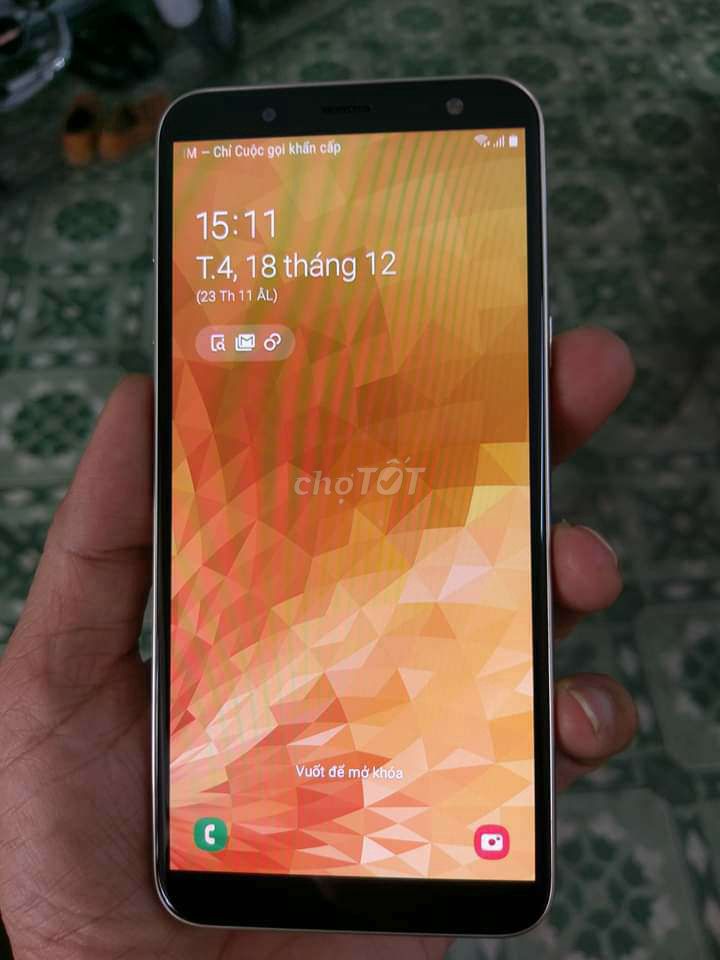 M – Chỉ Cuộc gọi khẩn cấp
15:11
T.4, 18 tháng 12
(23 Th 11 ÂL)
chợTỐT
Vuốt để mở khóa